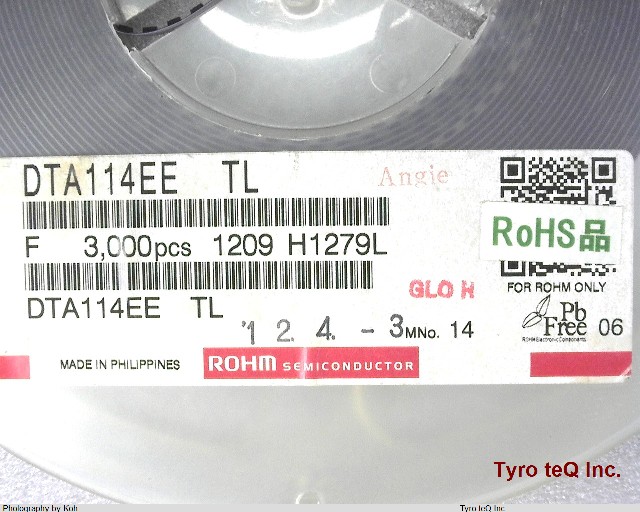 DTA114EE TL
Angie
RoHS品
F 3,000pcs 1209 H1279L
FOR ROHM ONLY
GLO H
DTA114EE TL
Pb
Free 06
ROHM Electronic Components
'12.4.-3 MNo. 14
MADE IN PHILIPPINES ROHM SEMICONDUCTOR
Tyro teQ Inc.
Photography by Koh
Tyro teQ Inc